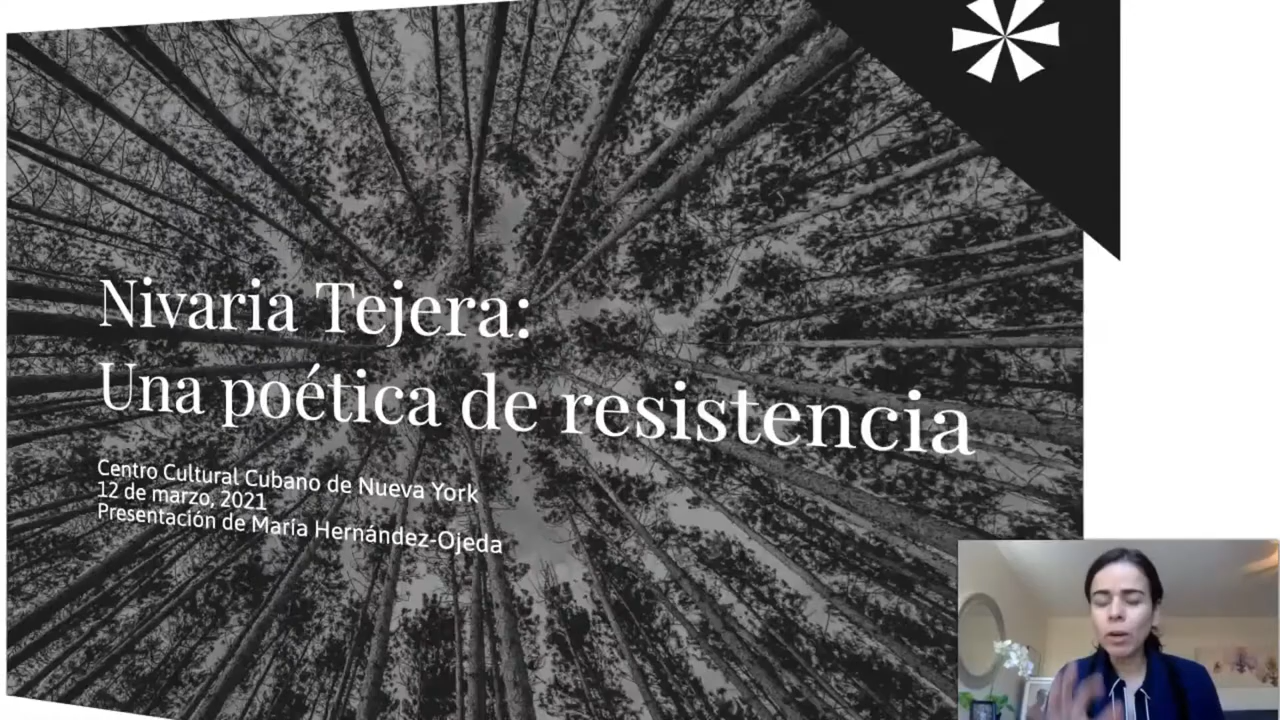 Nivaria Tejera:
Una poética de resistencia
Centro Cultural Cubano de Nueva York
12 de marzo, 2021
Presentación de María Hernández-Ojeda